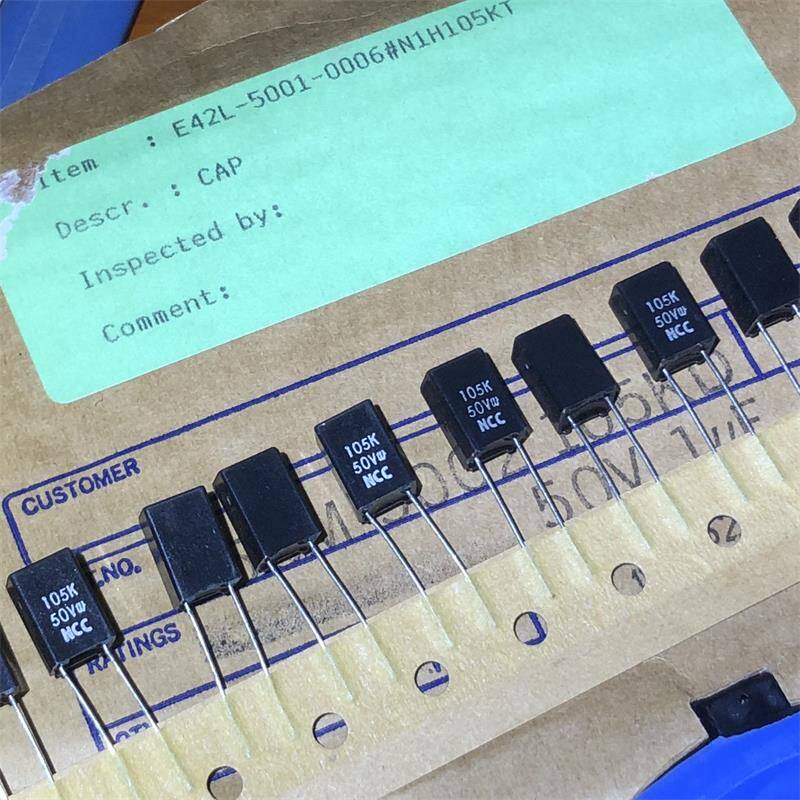 Item : E42L-5001-0006#N1H105KT
Descr. : CAP
Inspected by:
Comment:
CUSTOMER
.NO.
RATINGS
50V 1uF
105K
50V
NCC
105K
50V
NCC
105K
50V
NCC
105K
50V
NCC